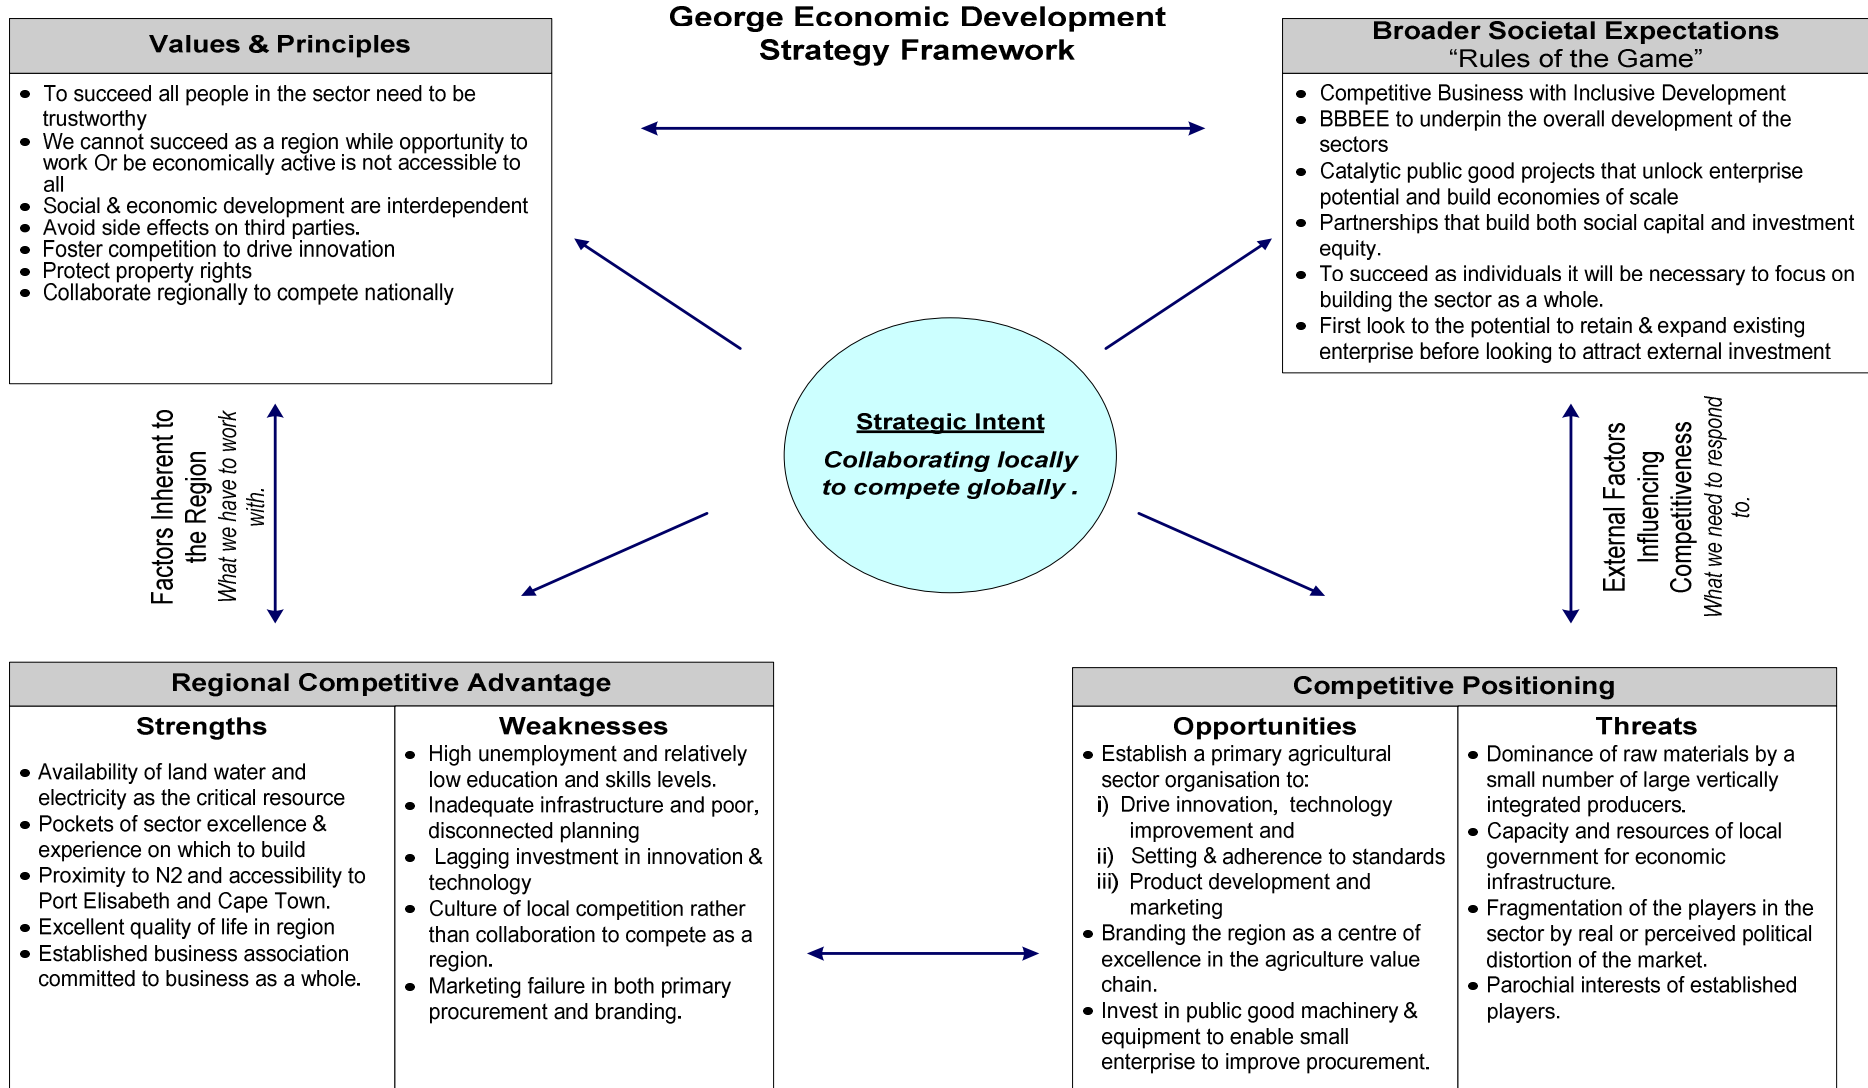 George Economic Development
Strategy Framework
Values & Principles
• To succeed all people in the sector need to be
trustworthy
• We cannot succeed as a region while opportunity to
work Or be economically active is not accessible to
all
• Social & economic development are interdependent
• Avoid side effects on third parties.
• Foster competition to drive innovation
• Protect property rights
• Collaborate regionally to compete nationally
Broader Societal Expectations
“Rules of the Game”
• Competitive Business with Inclusive Development
• BBBEE to underpin the overall development of the
sectors
• Catalytic public good projects that unlock enterprise
potential and build economies of scale
• Partnerships that build both social capital and investment
equity.
• To succeed as individuals it will be necessary to focus on
building the sector as a whole.
• First look to the potential to retain & expand existing
enterprise before looking to attract external investment
Strategic Intent
Collaborating locally
to compete globally .
Factors Inherent to
the Region
What we have to work
with.
External Factors
Influencing
Competitiveness
What we need to respond
to.
Regional Competitive Advantage
Strengths
• Availability of land water and
electricity as the critical resource
• Pockets of sector excellence &
experience on which to build
• Proximity to N2 and accessibility to
Port Elisabeth and Cape Town.
• Excellent quality of life in region
• Established business association
committed to business as a whole.
Weaknesses
• High unemployment and relatively
low education and skills levels.
• Inadequate infrastructure and poor,
disconnected planning
• Lagging investment in innovation &
technology
• Culture of local competition rather
than collaboration to compete as a
region.
• Marketing failure in both primary
procurement and branding.
Competitive Positioning
Opportunities
• Establish a primary agricultural
sector organisation to:
i) Drive innovation, technology
improvement and
ii) Setting & adherence to standards
iii) Product development and
marketing
• Branding the region as a centre of
excellence in the agriculture value
chain.
• Invest in public good machinery &
equipment to enable small
enterprise to improve procurement.
Threats
• Dominance of raw materials by a
small number of large vertically
integrated producers.
• Capacity and resources of local
government for economic
infrastructure.
• Fragmentation of the players in the
sector by real or perceived political
distortion of the market.
• Parochial interests of established
players.